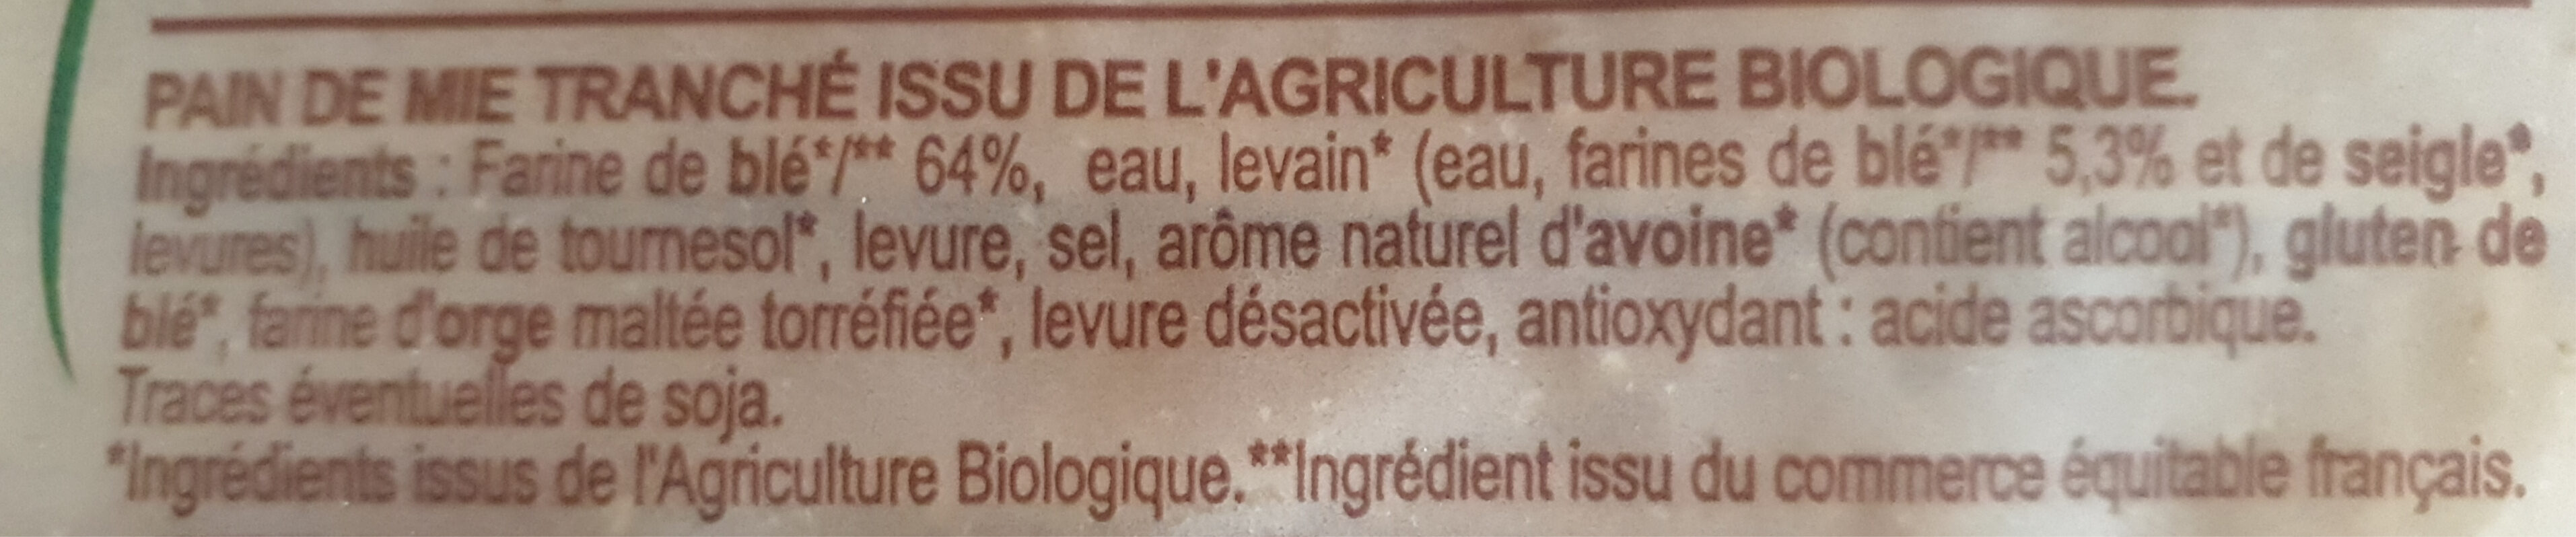 PAIN DE MIE TRANCHÉ ISSU DE L'AGRICULTURE BIOLOGIQUE.
Ingrédients : Farine de blé*/** 64%, eau, levain* (eau, farines de blé*/** 5,3% et de seigle*,
levures), huile de tournesol*, levure, sel, arôme naturel d'avoine* (contient alcool*), gluten de
blé*, farine d'orge maltée torréfiée*, levure désactivée, antioxydant : acide ascorbique.
Traces éventuelles de soja.
*Ingrédients issus de l'Agriculture Biologique. **Ingrédient issu du commerce équitable français.